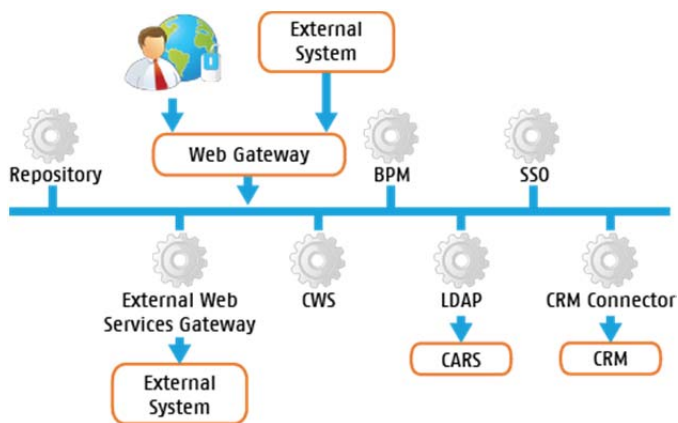 External
System
Web Gateway
Repository
BPM
SSO
External Web
Services Gateway
CWS
LDAP
CRM Connector
External
System
CARS
CRM